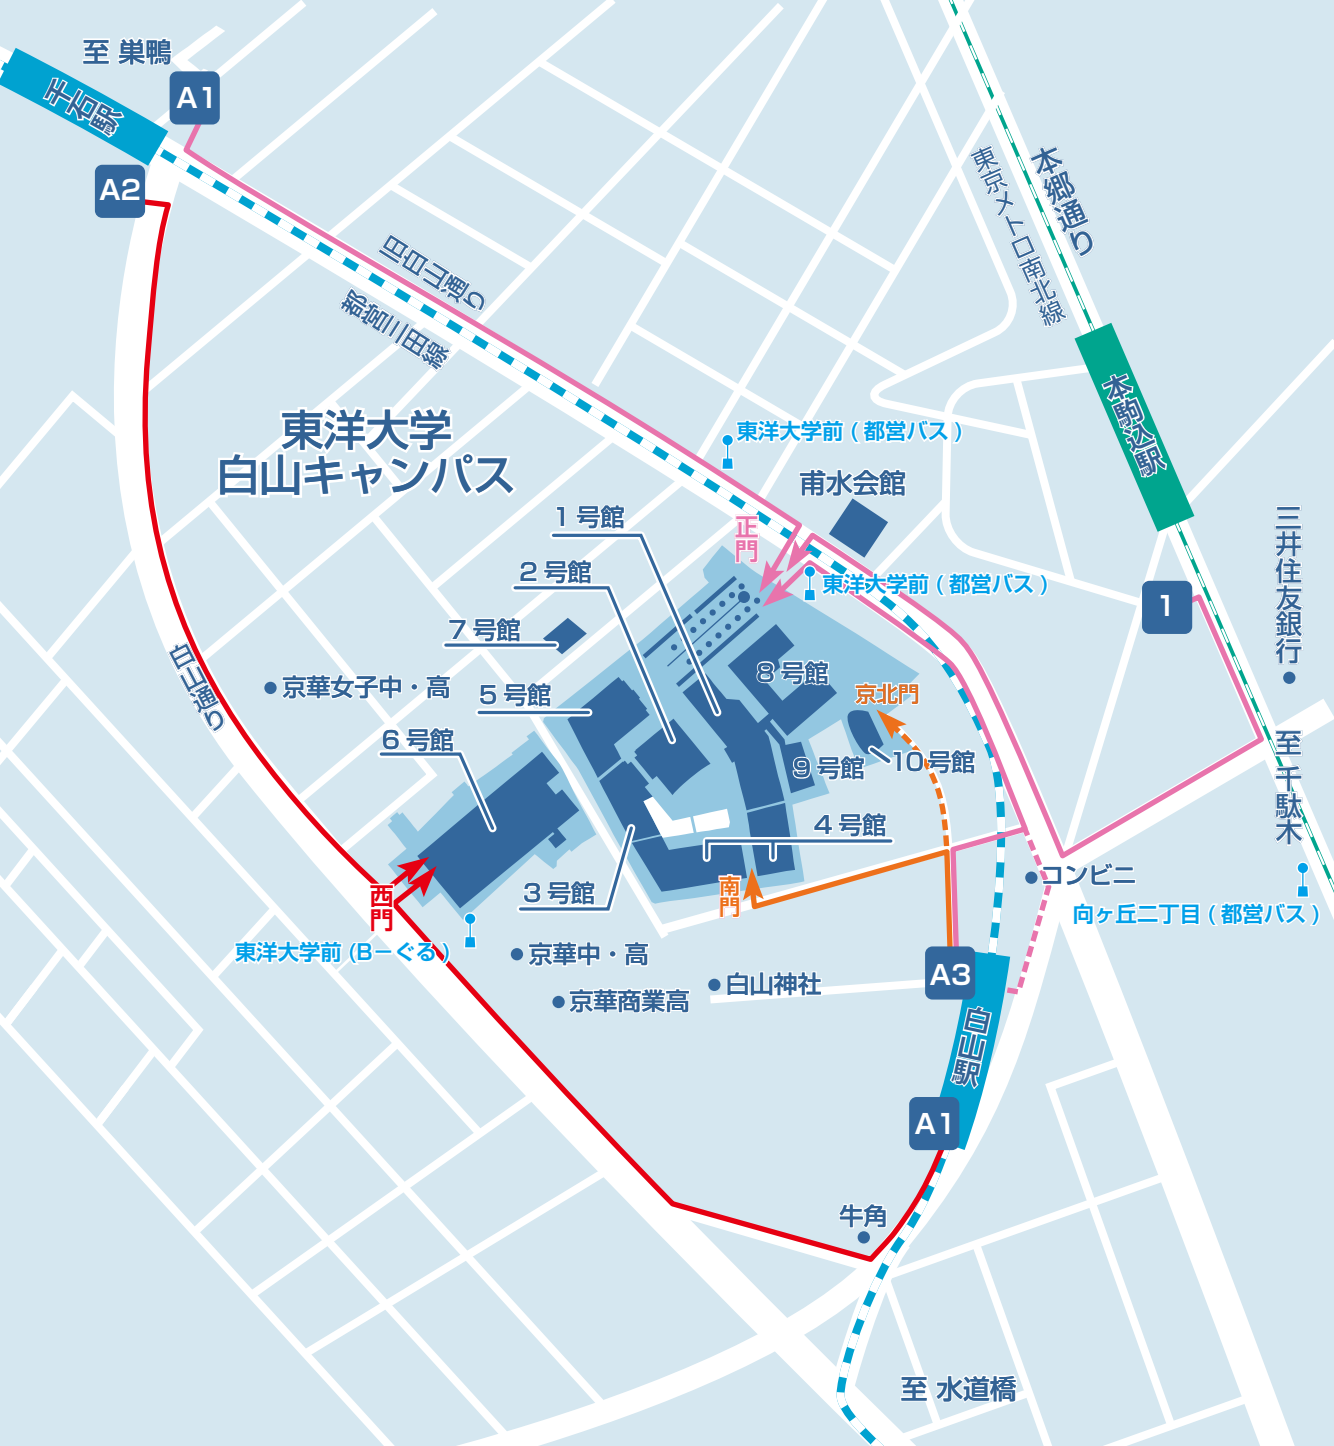 至 巣鴨
A1
千石駅
A2
旧白山通り
都営三田線
本郷通り
東京メトロ南北線
本駒込駅
東洋大学
白山キャンパス
東洋大学前 ( 都営バス )
甫水会館
正門
1 号館
2 号館
東洋大学前 ( 都営バス )
三井住友銀行
1
7 号館
白山通り
京華女子中・高
5 号館
8 号館
京北門
6 号館
9 号館
10 号館
至 千駄木
4 号館
コンビニ
3 号館
南門
西門
向ヶ丘二丁目 ( 都営バス )
東洋大学前 (B－ぐる )
京華中・高
京華商業高
白山神社
A3
白山駅
A1
牛角
至 水道橋